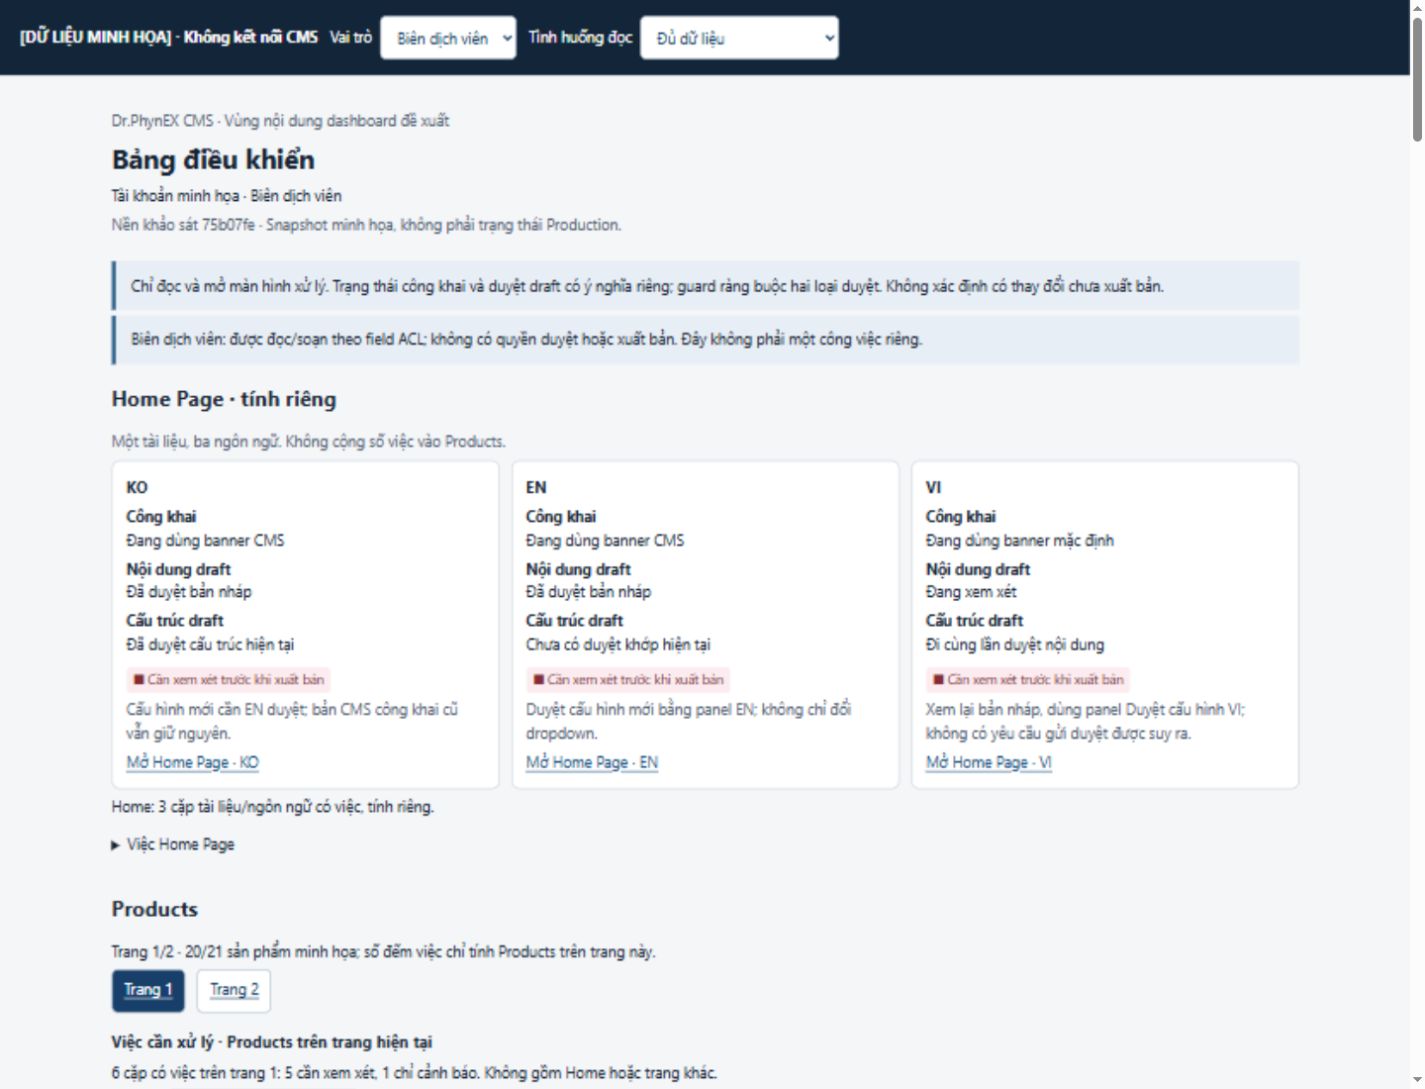 [DỮ LIỆU MINH HỌA] · Không kết nối CMS Vai trò Biên dịch viên Tình huống đọc Đủ dữ liệu
Dr.PhynEX CMS · Vùng nội dung dashboard đề xuất
Bảng điều khiển
Tài khoản minh họa · Biên dịch viên
Nền khảo sát 75b07fe · Snapshot minh họa, không phải trạng thái Production.
Chỉ đọc và mở màn hình xử lý. Trạng thái công khai và duyệt draft có ý nghĩa riêng; guard ràng buộc hai loại duyệt. Không xác định có thay đổi chưa xuất bản.
Biên dịch viên: được đọc/soạn theo field ACL; không có quyền duyệt hoặc xuất bản. Đây không phải một công việc riêng.
Home Page · tính riêng
Một tài liệu, ba ngôn ngữ. Không cộng số việc vào Products.
KO
Công khai
Đang dùng banner CMS
Nội dung draft
Đã duyệt bản nháp
Cấu trúc draft
Đã duyệt cấu trúc hiện tại
Cần xem xét trước khi xuất bản
Cấu hình mới cần EN duyệt; bản CMS công khai cũ
vẫn giữ nguyên.
Mở Home Page · KO
EN
Công khai
Đang dùng banner CMS
Nội dung draft
Đã duyệt bản nháp
Cấu trúc draft
Chưa có duyệt khớp hiện tại
Cần xem xét trước khi xuất bản
Duyệt cấu hình mới bằng panel EN; không chỉ đổi
dropdown.
Mở Home Page · EN
VI
Công khai
Đang dùng banner mặc định
Nội dung draft
Đang xem xét
Cấu trúc draft
Đi cùng lần duyệt nội dung
Cần xem xét trước khi xuất bản
Xem lại bản nháp, dùng panel Duyệt cấu hình VI;
không có yêu cầu gửi duyệt được suy ra.
Mở Home Page · VI
Home: 3 cặp tài liệu/ngôn ngữ có việc, tính riêng.
Việc Home Page
Products
Trang 1/2 · 20/21 sản phẩm minh họa; số đếm việc chỉ tính Products trên trang này.
Trang 1 Trang 2
Việc cần xử lý · Products trên trang hiện tại
6 cặp có việc trên trang 1: 5 cần xem xét, 1 chỉ cảnh báo. Không gồm Home hoặc trang khác.